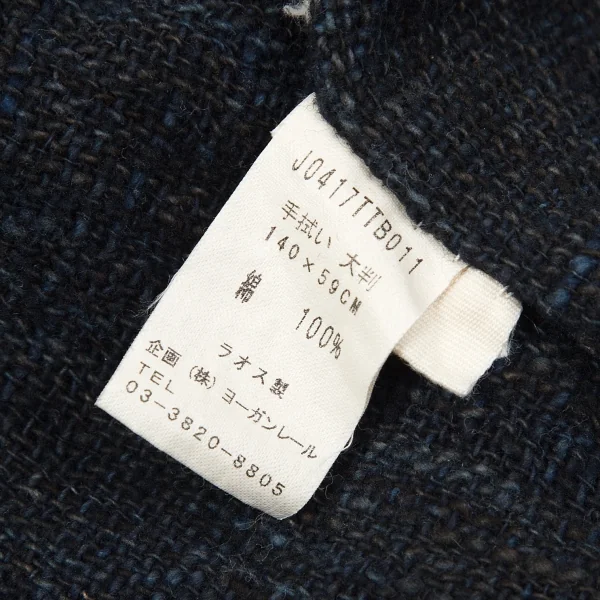 J0417TTB011
手拭い 大判
140×59CM
綿 100%
ラオス製
企画(株)ヨーガンレール
TEL
03-3820-8805